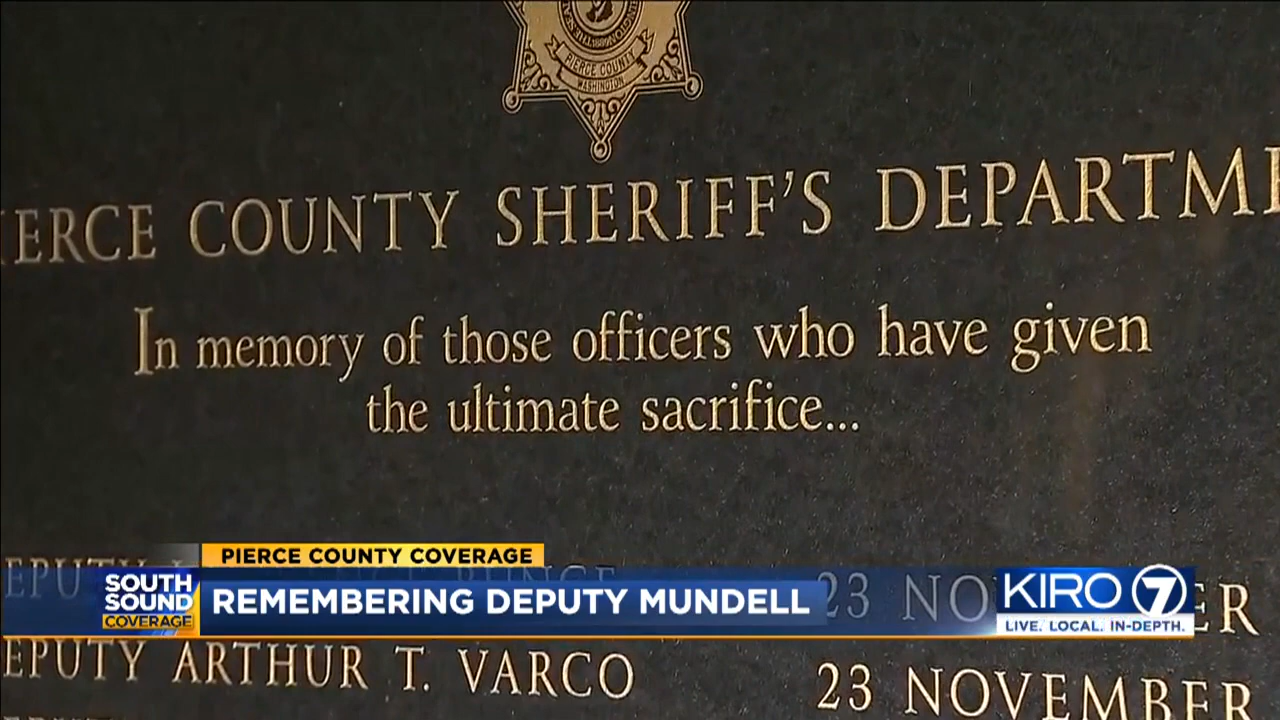 PIERCE COUNTY
WASHINGTON
IERCE COUNTY SHERIFF'S DEPARTME
In memory of those officers who have given
the ultimate sacrifice...
PIERCE COUNTY COVERAGE
EPUTY
23 NO ER
SOUTH
SOUND
COVERAGE
REMEMBERING DEPUTY MUNDELL
KIRO 7
LIVE. LOCAL. IN-DEPTH.
EPUTY ARTHUR T. VARCO 23 NOVEMBER